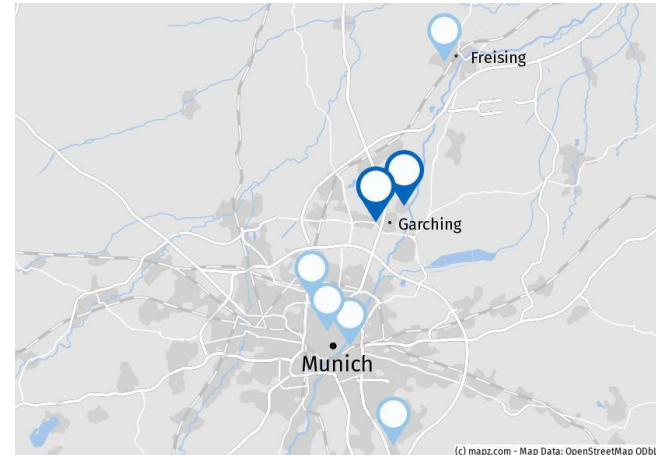 Freising
Garching
Munich
(c) mapz.com - Map Data: OpenStreetMap ODbL